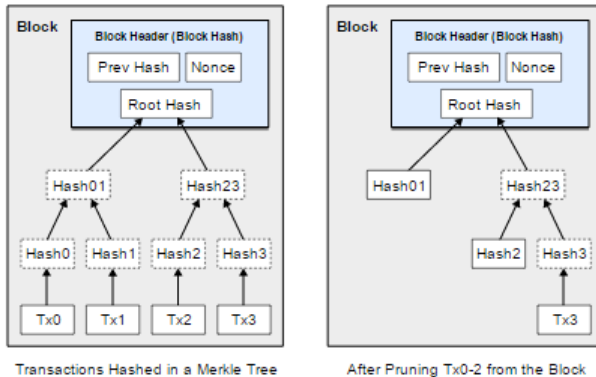 Block
Block Header (Block Hash)
Prev Hash
Nonce
Root Hash
Hash01
Hash23
Hash0
Hash1
Hash2
Hash3
Tx0
Tx1
Tx2
Tx3
Transactions Hashed in a Merkle Tree
Block
Block Header (Block Hash)
Prev Hash
Nonce
Root Hash
Hash01
Hash23
Hash2
Hash3
Tx3
After Pruning Tx0-2 from the Block